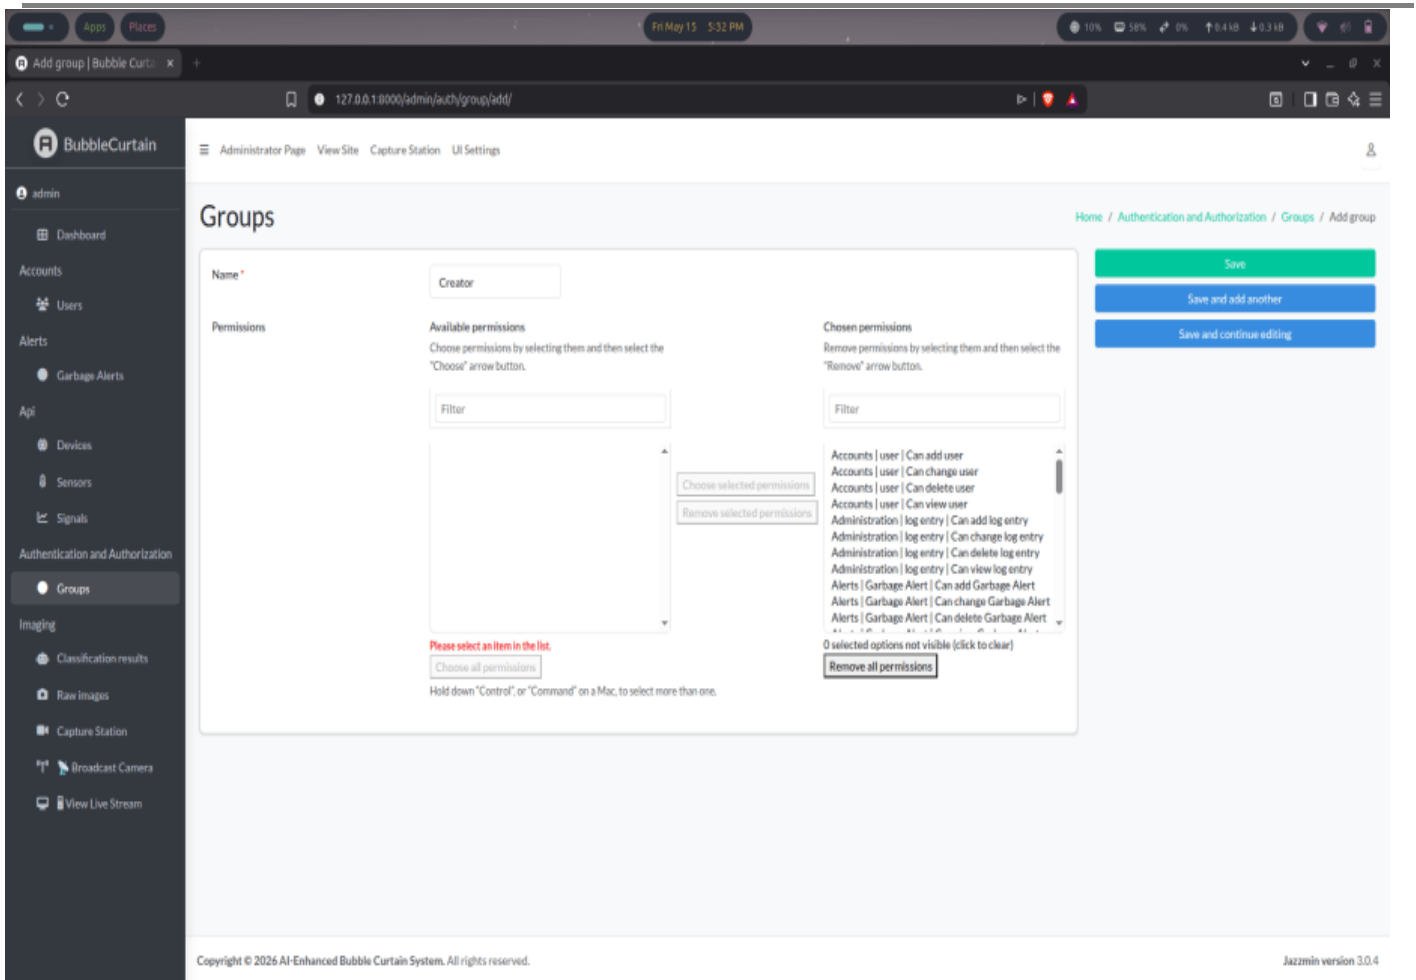 Apps
Places
Fri May 15 5:32 PM
10%
58%
0%
0.4 kB
0.3 kB
Add group | Bubble Curta
127.0.0.1:8000/admin/auth/group/add/
BubbleCurtain
Administrator Page
View Site
Capture Station
UI Settings
admin
Groups
Home / Authentication and Authorization / Groups / Add group
Dashboard
Accounts
Users
Alerts
Garbage Alerts
Api
Devices
Sensors
Signals
Authentication and Authorization
Groups
Imaging
Classification results
Raw images
Capture Station
Broadcast Camera
View Live Stream
Name *
Creator
Permissions
Available permissions
Choose permissions by selecting them and then select the
"Choose" arrow button.
Filter
Choose selected permissions
Remove selected permissions
Please select an item in the list.
Choose all permissions
Hold down "Control", or "Command" on a Mac, to select more than one.
Chosen permissions
Remove permissions by selecting them and then select the
"Remove" arrow button.
Filter
Accounts | user | Can add user
Accounts | user | Can change user
Accounts | user | Can delete user
Accounts | user | Can view user
Administration | log entry | Can add log entry
Administration | log entry | Can change log entry
Administration | log entry | Can delete log entry
Administration | log entry | Can view log entry
Alerts | Garbage Alert | Can add Garbage Alert
Alerts | Garbage Alert | Can change Garbage Alert
Alerts | Garbage Alert | Can delete Garbage Alert
0 selected options not visible (click to clear)
Remove all permissions
Save
Save and add another
Save and continue editing
Copyright © 2026 AI-Enhanced Bubble Curtain System. All rights reserved.
Jazzmin version 3.0.4